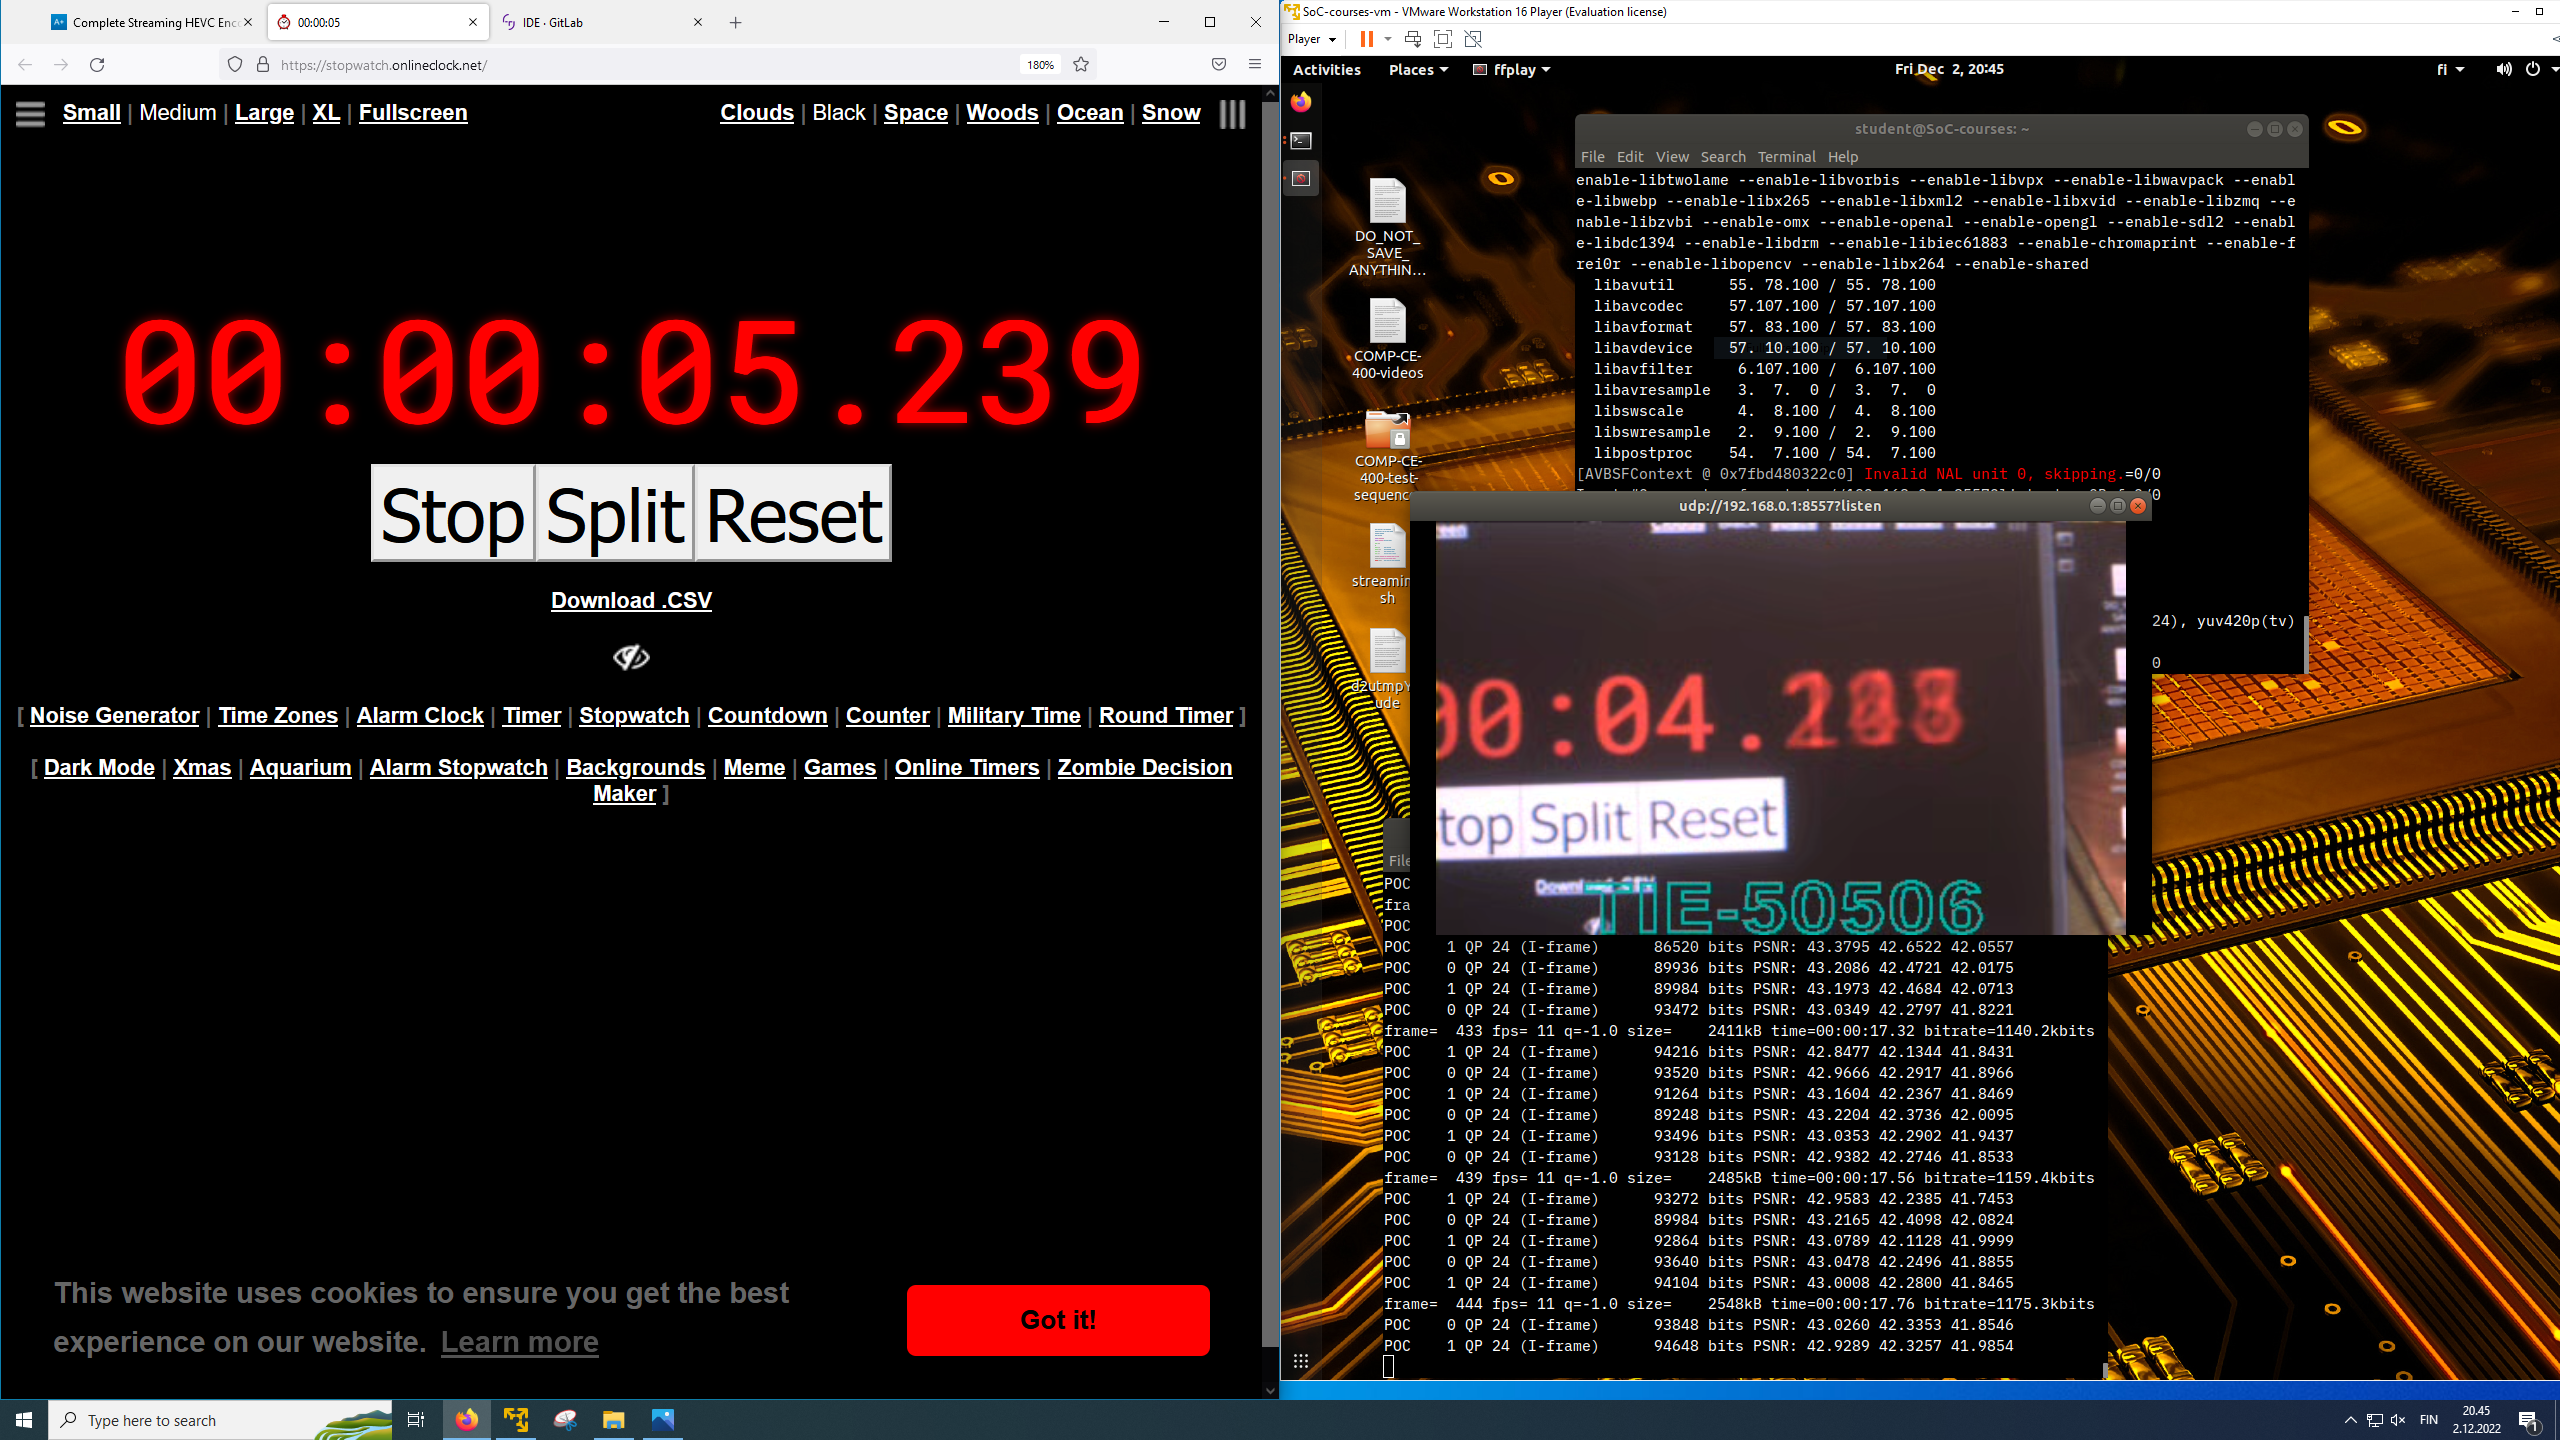 Complete Streaming HEVC Enc
00:00:05
IDE · GitLab
https://stopwatch.onlineclock.net/
180%
Small | Medium | Large | XL | Fullscreen
Clouds | Black | Space | Woods | Ocean | Snow
00:00:05.239
Stop Split Reset
Download .CSV
[ Noise Generator | Time Zones | Alarm Clock | Timer | Stopwatch | Countdown | Counter | Military Time | Round Timer ]
[ Dark Mode | Xmas | Aquarium | Alarm Stopwatch | Backgrounds | Meme | Games | Online Timers | Zombie Decision
Maker ]
This website uses cookies to ensure you get the best
experience on our website. Learn more
Got it!
SoC-courses-vm - VMware Workstation 16 Player (Evaluation license)
Player
Activities Places ffplay
Fri Dec 2, 20:45
fi
DO_NOT_
SAVE_
ANYTHIN...
COMP-CE-
400-videos
COMP-CE-
400-test-
sequenc
streamin
sh
d2utmp
ude
student@SoC-courses: ~
File Edit View Search Terminal Help
enable-libtwolame --enable-libvorbis --enable-libvpx --enable-libwavpack --enabl
e-libwebp --enable-libx265 --enable-libxml2 --enable-libxvid --enable-libzmq --e
nable-libzvbi --enable-omx --enable-openal --enable-opengl --enable-sdl2 --enabl
e-libdc1394 --enable-libdrm --enable-libiec61883 --enable-chromaprint --enable-f
rei0r --enable-libopencv --enable-libx264 --enable-shared
libavutil 55. 78.100 / 55. 78.100
libavcodec 57.107.100 / 57.107.100
libavformat 57. 83.100 / 57. 83.100
libavdevice 57. 10.100 / 57. 10.100
libavfilter 6.107.100 / 6.107.100
libavresample 3. 7. 0 / 3. 7. 0
libswscale 4. 8.100 / 4. 8.100
libswresample 2. 9.100 / 2. 9.100
libpostproc 54. 7.100 / 54. 7.100
[AVBSFContext @ 0x7fbd480322c0] Invalid NAL unit 0, skipping.=0/0
/0
24), yuv420p(tv)
0
udp://192.168.0.1:8557?listen
00:04.
top Split Reset
TIE-50506
File
POC
fra
POC
POC 1 QP 24 (I-frame) 86520 bits PSNR: 43.3795 42.6522 42.0557
POC 0 QP 24 (I-frame) 89936 bits PSNR: 43.2086 42.4721 42.0175
POC 1 QP 24 (I-frame) 89984 bits PSNR: 43.1973 42.4684 42.0713
POC 0 QP 24 (I-frame) 93472 bits PSNR: 43.0349 42.2797 41.8221
frame= 433 fps= 11 q=-1.0 size= 2411kB time=00:00:17.32 bitrate=1140.2kbits
POC 1 QP 24 (I-frame) 94216 bits PSNR: 42.8477 42.1344 41.8431
POC 0 QP 24 (I-frame) 93520 bits PSNR: 42.9666 42.2917 41.8966
POC 1 QP 24 (I-frame) 91264 bits PSNR: 43.1604 42.2367 41.8469
POC 0 QP 24 (I-frame) 89248 bits PSNR: 43.2204 42.3736 42.0095
POC 1 QP 24 (I-frame) 93496 bits PSNR: 43.0353 42.2902 41.9437
POC 0 QP 24 (I-frame) 93128 bits PSNR: 42.9382 42.2746 41.8533
frame= 439 fps= 11 q=-1.0 size= 2485kB time=00:00:17.56 bitrate=1159.4kbits
POC 1 QP 24 (I-frame) 93272 bits PSNR: 42.9583 42.2385 41.7453
POC 0 QP 24 (I-frame) 89984 bits PSNR: 43.2165 42.4098 42.0824
POC 1 QP 24 (I-frame) 92864 bits PSNR: 43.0789 42.1128 41.9999
POC 0 QP 24 (I-frame) 93640 bits PSNR: 43.0478 42.2496 41.8855
POC 1 QP 24 (I-frame) 94104 bits PSNR: 43.0008 42.2800 41.8465
frame= 444 fps= 11 q=-1.0 size= 2548kB time=00:00:17.76 bitrate=1175.3kbits
POC 0 QP 24 (I-frame) 93848 bits PSNR: 43.0260 42.3353 41.8546
POC 1 QP 24 (I-frame) 94648 bits PSNR: 42.9289 42.3257 41.9854
Type here to search
FIN
20.45
2.12.2022
1